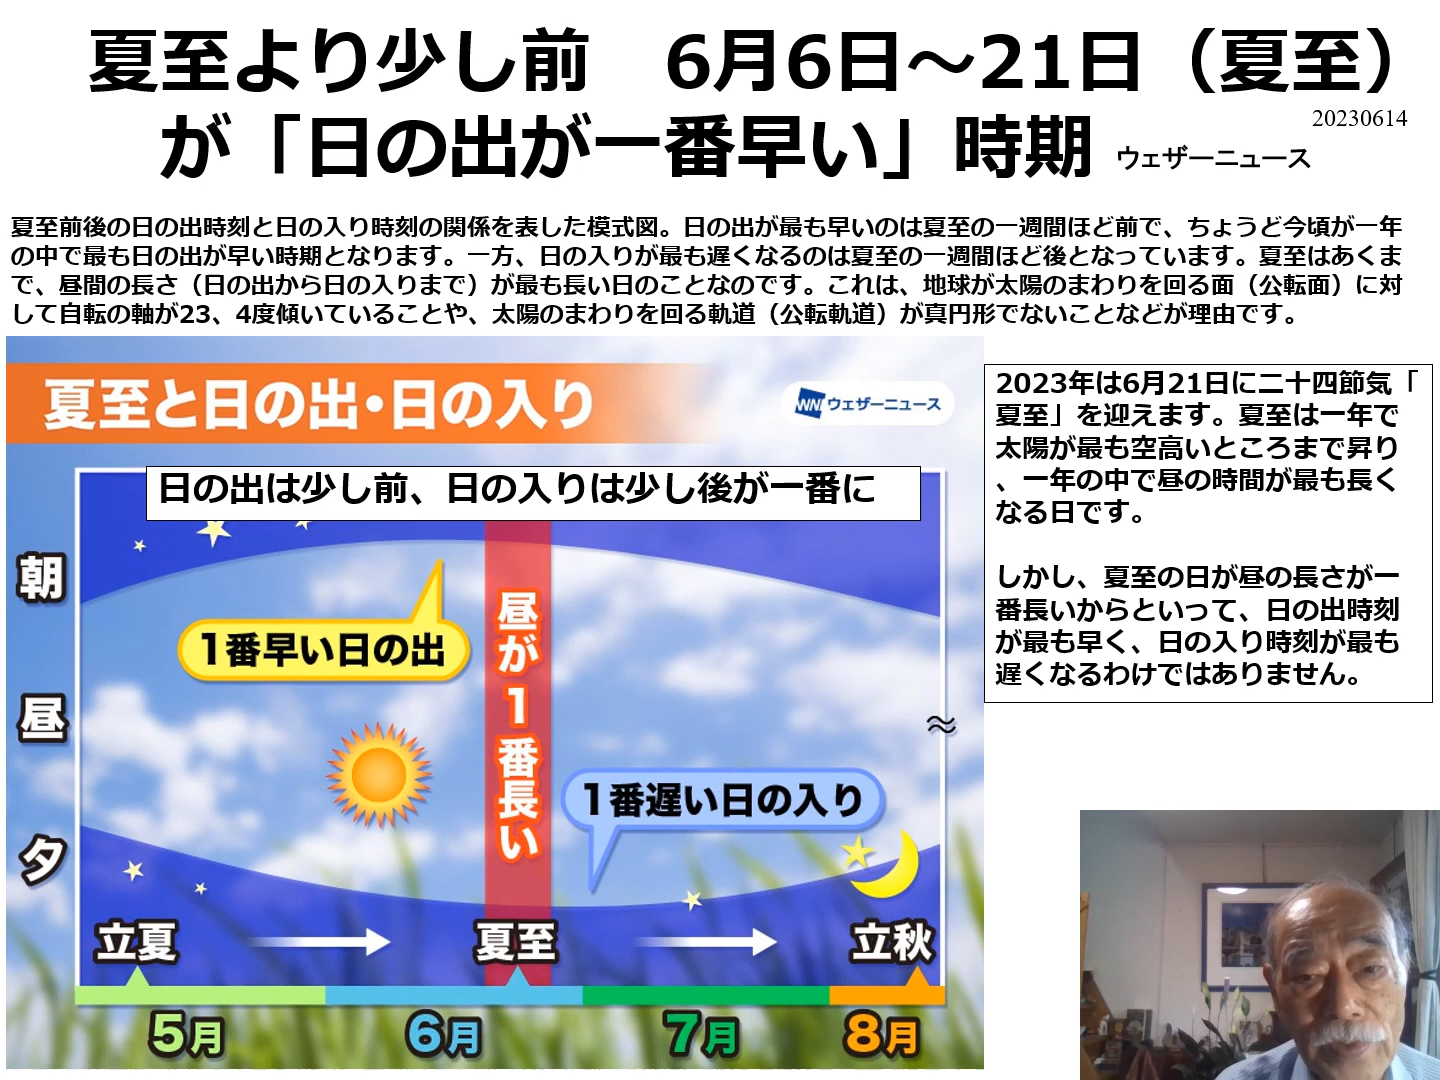 夏至より少し前　6月6日～21日（夏至）
が「日の出が一番早い」時期
20230614
ウェザーニュース
夏至前後の日の出時刻と日の入り時刻の関係を表した模式図。日の出が最も早いのは夏至の一週間ほど前で、ちょうど今頃が一年
の中で最も日の出が早い時期となります。一方、日の入りが最も遅くなるのは夏至の一週間ほど後となっています。夏至はあくま
で、昼間の長さ（日の出から日の入りまで）が最も長い日のことなのです。これは、地球が太陽のまわりを回る面（公転面）に対
して自転の軸が23、4度傾いていることや、太陽のまわりを回る軌道（公転軌道）が真円形でないことなどが理由です。
夏至と日の出・日の入り
WNI ウェザーニュース
日の出は少し前、日の入りは少し後が一番に
朝
昼
夕
1番早い日の出
昼が1番長い
1番遅い日の入り
≈
立夏
夏至
立秋
5月
6月
7月
8月
2023年は6月21日に二十四節気「
夏至」を迎えます。夏至は一年で
太陽が最も空高いところまで昇り
、一年の中で昼の時間が最も長く
なる日です。
しかし、夏至の日が昼の長さが一
番長いからといって、日の出時刻
が最も早く、日の入り時刻が最も
遅くなるわけではありません。